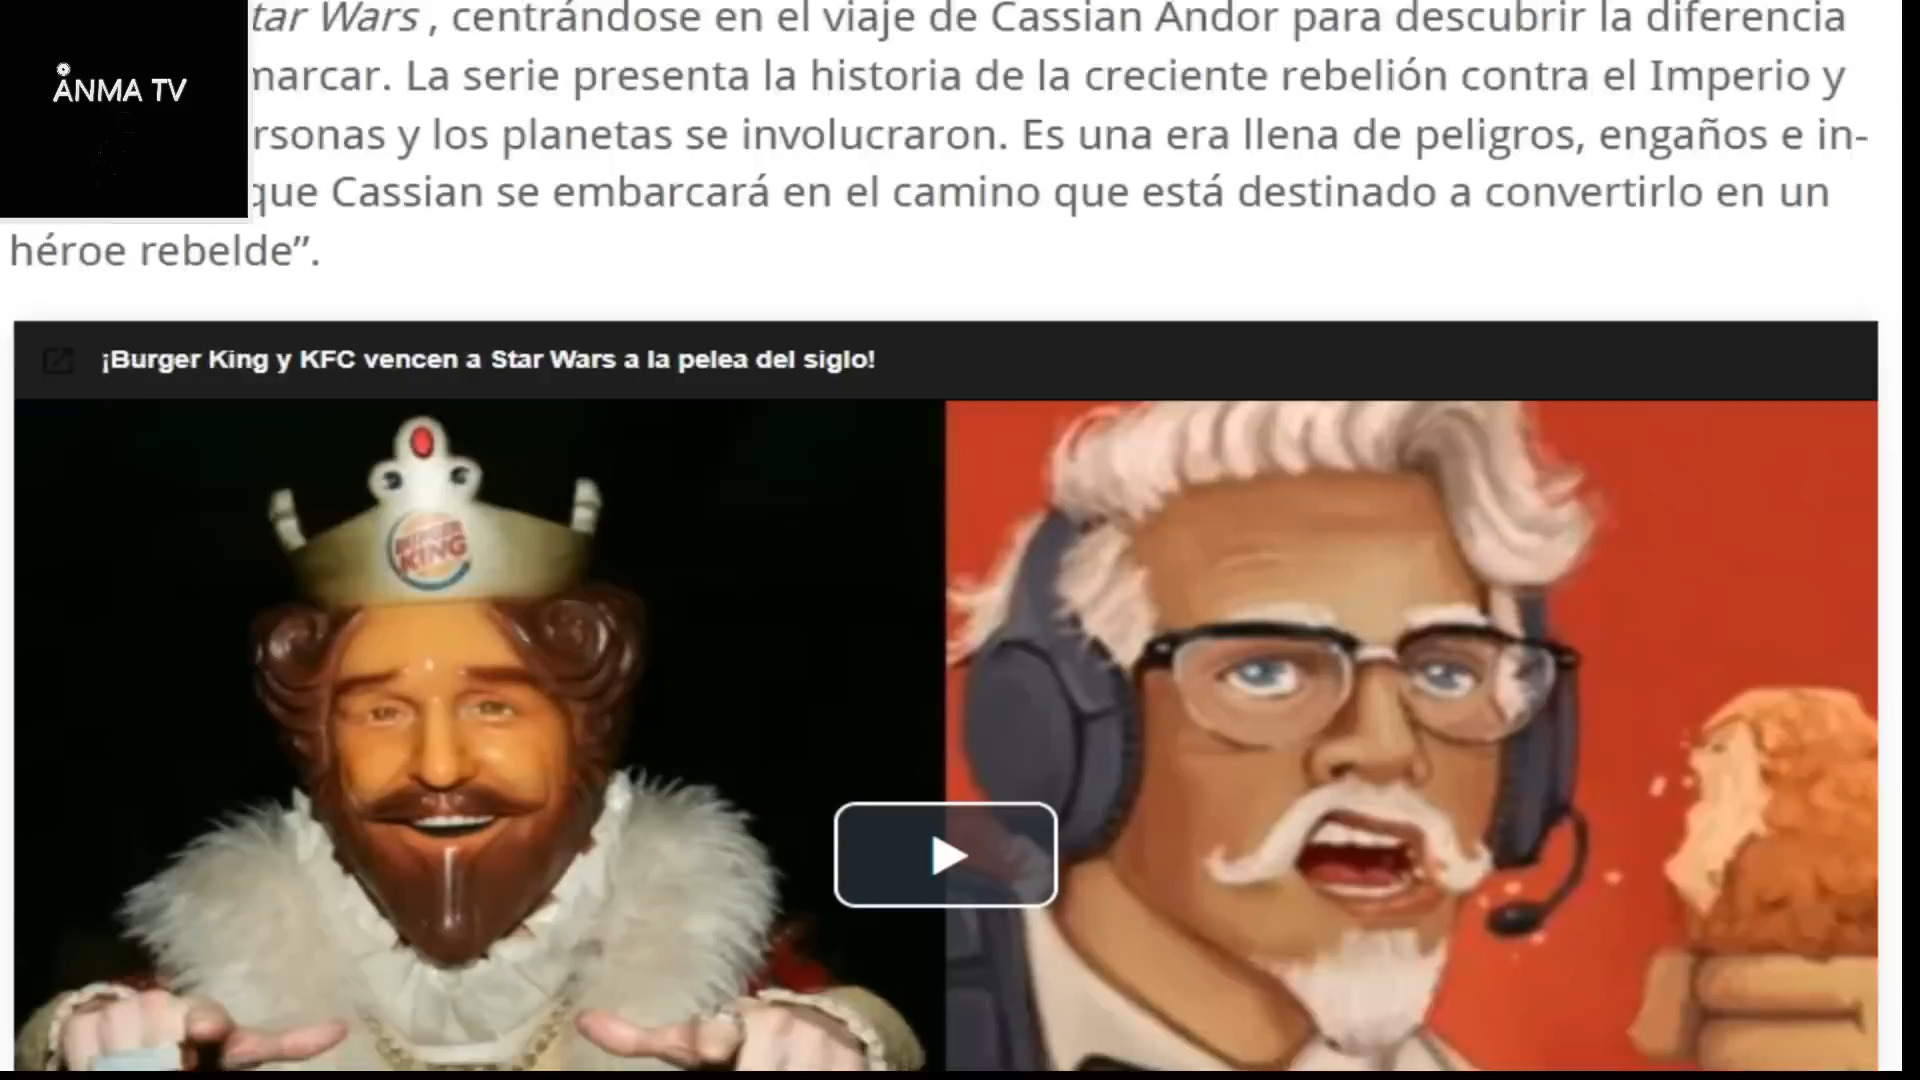 tar Wars , centrándose en el viaje de Cassian Andor para descubrir la diferencia
marcar. La serie presenta la historia de la creciente rebelión contra el Imperio y
rsonas y los planetas se involucraron. Es una era llena de peligros, engaños e in-
que Cassian se embarcará en el camino que está destinado a convertirlo en un
héroe rebelde”.
ÅNMA TV
¡Burger King y KFC vencen a Star Wars a la pelea del siglo!
BURGER
KING